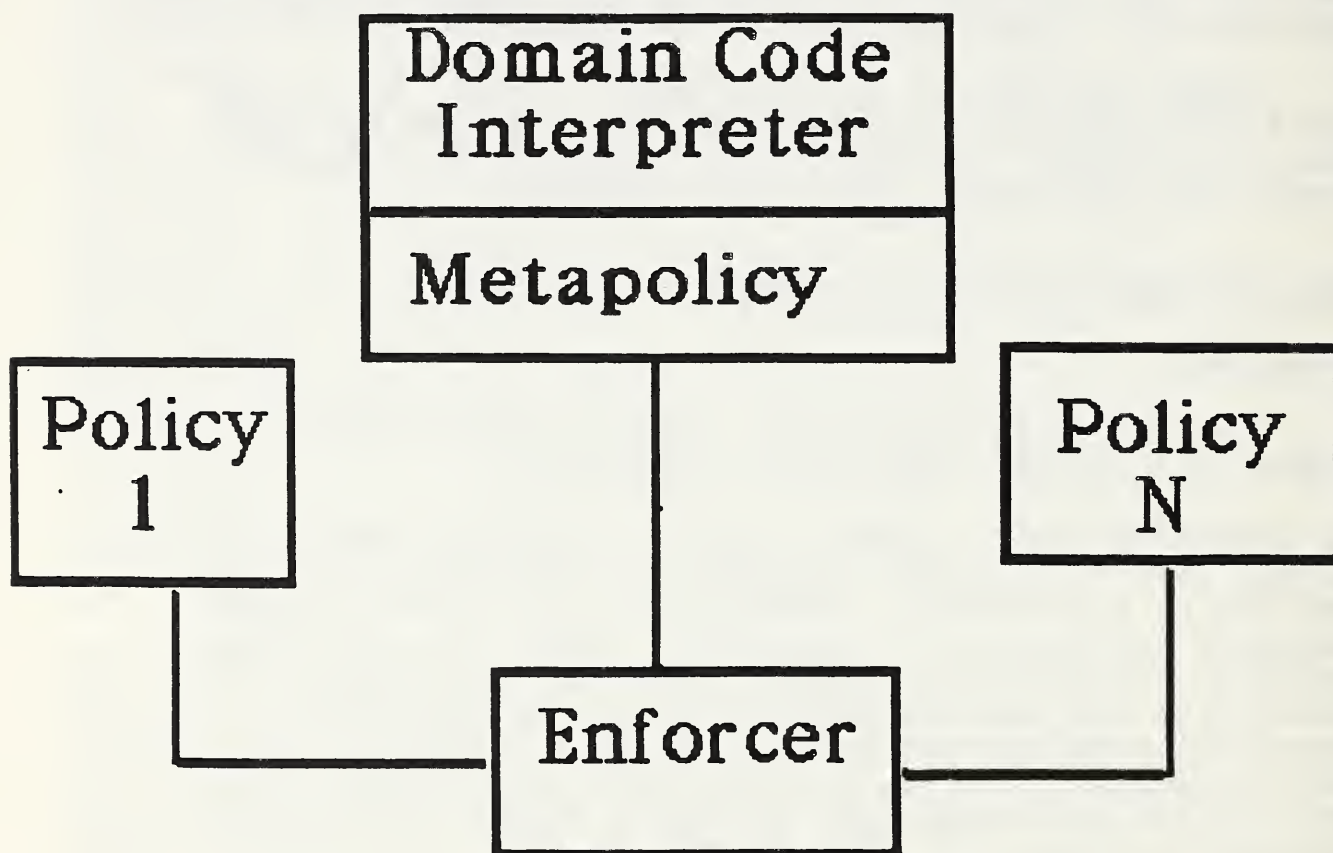 Domain Code
Interpreter
Metapolicy
Policy
1
Policy
N
Enforcer